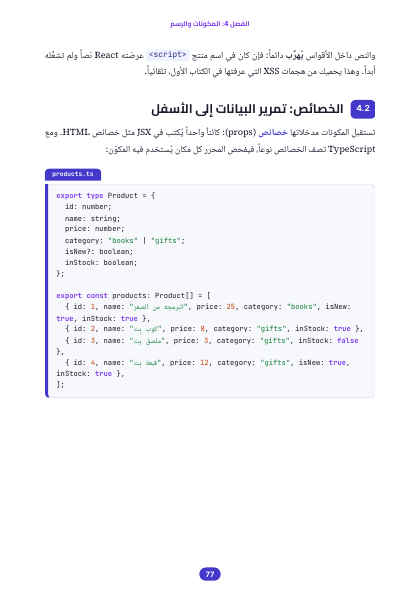 الفصل 4: المكونات والرسم
والنص داخل الأقواس يُهرَّب دائماً: فإن كان في اسم منتج <script> عرضته React نصاً ولم تشغّله
أبداً. وهذا يحميك من هجمات XSS التي عرفتها في الكتاب الأول، تلقائياً.
4.2 الخصائص: تمرير البيانات إلى الأسفل
تستقبل المكونات مدخلاتها خصائص (props): كائناً واحداً يُكتب في JSX مثل خصائص HTML. ومع
TypeScript تصف الخصائص نوعاً، فيفحص المحرر كل مكان يُستخدم فيه المكوّن:
products.ts
export type Product = {
id: number;
name: string;
price: number;
category: "books" | "gifts";
isNew?: boolean;
inStock: boolean;
};
export const products: Product[] = [
{ id: 1, name: "البرمجة من الصفر", price: 25, category: "books", isNew:
true, inStock: true },
{ id: 2, name: "كوب بِت", price: 8, category: "gifts", inStock: true },
{ id: 3, name: "ملصق بِت", price: 3, category: "gifts", inStock: false
},
{ id: 4, name: "قبعة بِت", price: 12, category: "gifts", isNew: true,
inStock: true },
];
77